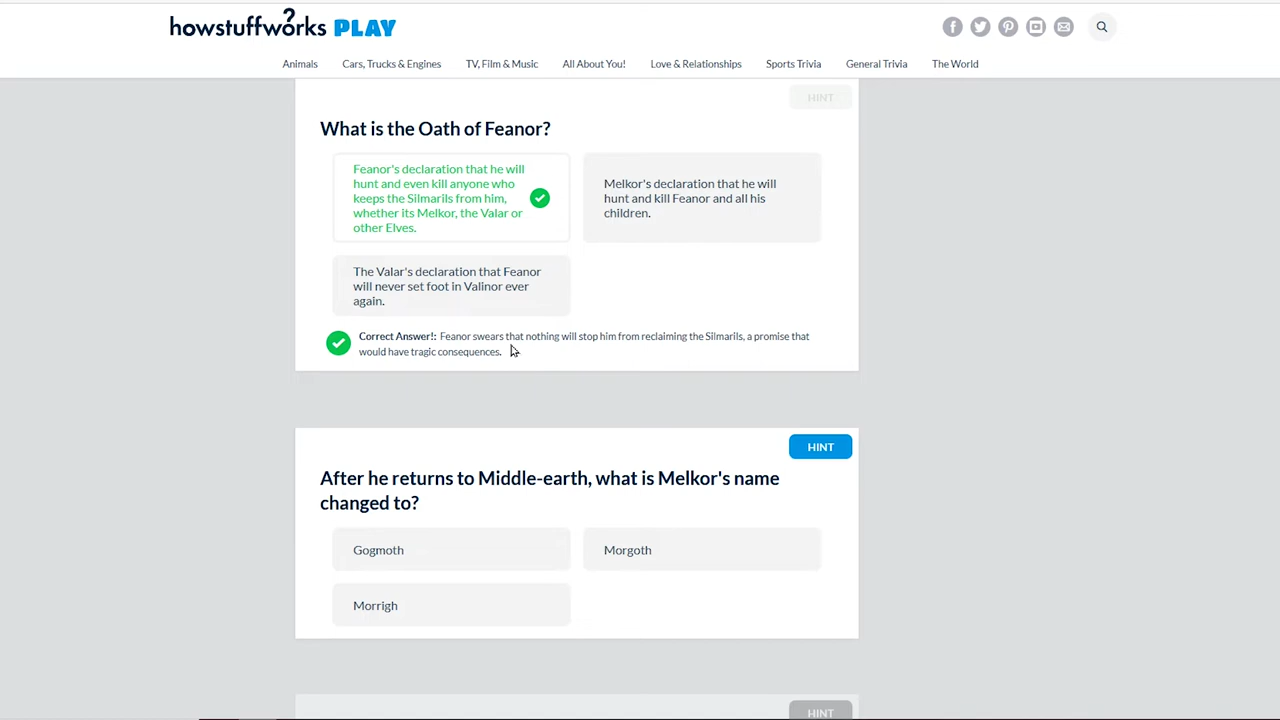 howstuffw?rks PLAY
Animals
Cars, Trucks & Engines
TV, Film & Music
All About You!
Love & Relationships
Sports Trivia
General Trivia
The World
HINT
What is the Oath of Feanor?
Feanor's declaration that he will
hunt and even kill anyone who
keeps the Silmarils from him,
whether its Melkor, the Valar or
other Elves.
Melkor's declaration that he will
hunt and kill Feanor and all his
children.
The Valar's declaration that Feanor
will never set foot in Valinor ever
again.
Correct Answer!: Feanor swears that nothing will stop him from reclaiming the Silmarils, a promise that
would have tragic consequences.
HINT
After he returns to Middle-earth, what is Melkor's name
changed to?
Gogmoth
Morgoth
Morrigh
HINT